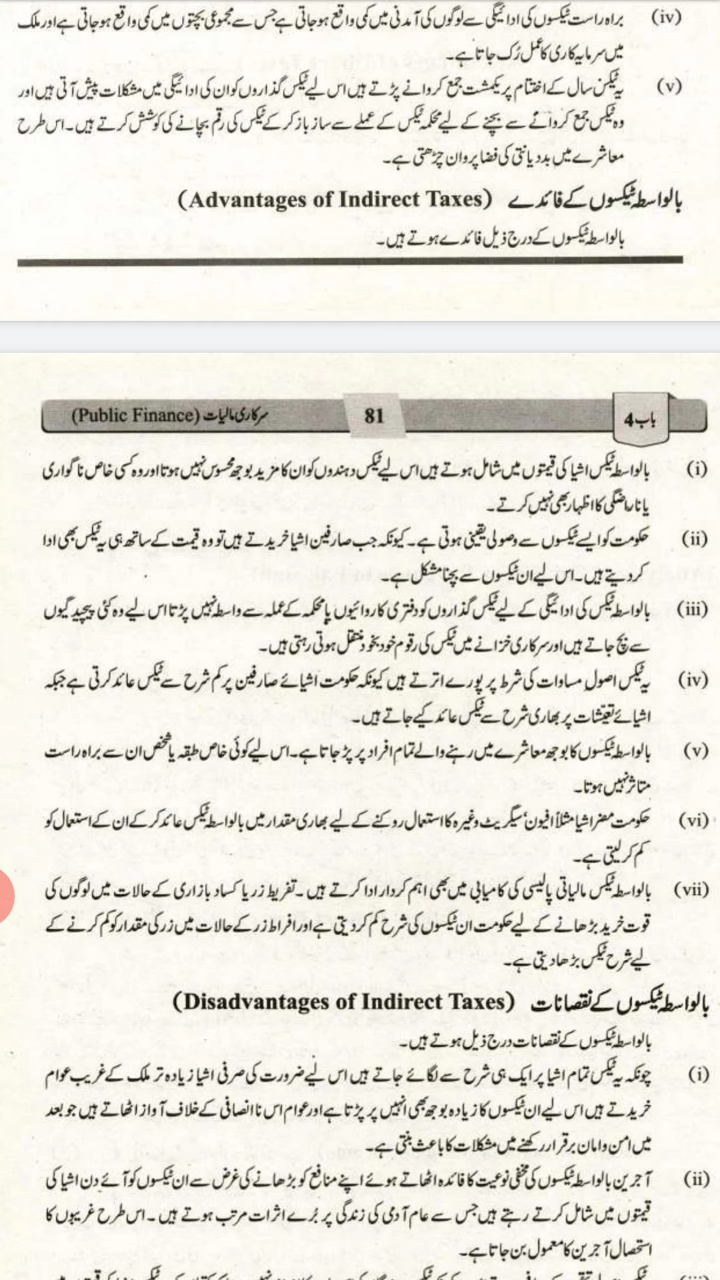 (iv) براہ راست ٹیکسوں کی ادائیگی سے لوگوں کی آمدنی میں کمی واقع ہوجاتی ہے جس سے مجموعی بچتوں میں کمی واقع ہوجاتی ہے اور ملک
میں سرمایہ کاری کا عمل رُک جاتا ہے۔
(v) یہ ٹیکس سال کے اختتام پر یکمشت جمع کروانے پڑتے ہیں اس لیے ٹیکس گذاروں کو ان کی ادائیگی میں مشکلات پیش آتی ہیں اور
وہ ٹیکس جمع کروانے سے بچنے کے لیے محکمہ ٹیکس کے عملے سے ساز باز کر کے ٹیکس کی رقم بچانے کی کوشش کرتے ہیں۔ اس طرح
معاشرے میں بددیانتی کی فضا پروان چڑھتی ہے۔
بالواسطہ ٹیکسوں کے فائدے (Advantages of Indirect Taxes)
بالواسطہ ٹیکسوں کے درج ذیل فائدے ہوتے ہیں۔
باب 4 81 سرکاری مالیات (Public Finance)
(i) بالواسطہ ٹیکس اشیا کی قیمتوں میں شامل ہوتے ہیں اس لیے ٹیکس دہندوں کو ان کا مزید بوجھ محسوس نہیں ہوتا اور وہ کسی خاص ناگواری
یا ناراضگی کا اظہار بھی نہیں کرتے۔
(ii) حکومت کو ایسے ٹیکسوں سے وصولی یقینی ہوتی ہے۔ کیونکہ جب صارفین اشیا خریدتے ہیں تو وہ قیمت کے ساتھ ہی یہ ٹیکس بھی ادا
کر دیتے ہیں۔ اس لیے ان ٹیکسوں سے بچنا مشکل ہے۔
(iii) بالواسطہ ٹیکس کی ادائیگی کے لیے ٹیکس گذاروں کو دفتری کاروائیوں یا محکمہ کے عملہ سے واسطہ نہیں پڑتا اس لیے وہ کئی پیچیدگیوں
سے بچ جاتے ہیں اور سرکاری خزانے میں ٹیکس کی رقوم خود بخود منتقل ہوتی رہتی ہیں۔
(iv) یہ ٹیکس اصول مساوات کی شرط پر پورے اترتے ہیں کیونکہ حکومت اشیائے صارفین پر کم شرح سے ٹیکس عائد کرتی ہے جبکہ
اشیائے تعیشات پر بھاری شرح سے ٹیکس عائد کیے جاتے ہیں۔
(v) بالواسطہ ٹیکسوں کا بوجھ معاشرے میں رہنے والے تمام افراد پر پڑ جاتا ہے۔ اس لیے کوئی خاص طبقہ یا شخص ان سے براہ راست
متاثر نہیں ہوتا۔
(vi) حکومت مضر اشیا مثلاً افیون، سیگریٹ وغیرہ کا استعمال روکنے کے لیے بھاری مقدار میں بالواسطہ ٹیکس عائد کر کے ان کے استعمال کو
کم کر لیتی ہے۔
(vii) بالواسطہ ٹیکس مالیاتی پالیسی کی کامیابی میں بھی اہم کردار ادا کرتے ہیں۔ تفریط زر یا کساد بازاری کے حالات میں لوگوں کی
قوت خرید بڑھانے کے لیے حکومت ان ٹیکسوں کی شرح کم کر دیتی ہے اور افراط زر کے حالات میں زر کی مقدار کو کم کرنے کے
لیے شرح ٹیکس بڑھا دیتی ہے۔
بالواسطہ ٹیکسوں کے نقصانات (Disadvantages of Indirect Taxes)
بالواسطہ ٹیکسوں کے نقصانات درج ذیل ہوتے ہیں۔
(i) چونکہ یہ ٹیکس تمام اشیا پر ایک ہی شرح سے لگائے جاتے ہیں اس لیے ضرورت کی صرفی اشیا زیادہ تر ملک کے غریب عوام
خریدتے ہیں اس لیے ان ٹیکسوں کا زیادہ بوجھ بھی انہیں پر پڑتا ہے اور عوام اس ناانصافی کے خلاف آواز اٹھاتے ہیں جو بعد
میں امن و امان برقرار رکھنے میں مشکلات کا باعث بنتی ہے۔
(ii) آجرین بالواسطہ ٹیکسوں کی مخفی نوعیت کا فائدہ اٹھاتے ہوئے اپنے منافع کو بڑھانے کی غرض سے ان ٹیکسوں کو آئے دن اشیا کی
قیمتوں میں شامل کرتے رہتے ہیں جس سے عام آدمی کی زندگی پر بُرے اثرات مرتب ہوتے ہیں۔ اس طرح غریبوں کا
استحصال آجرین کا معمول بن جاتا ہے۔